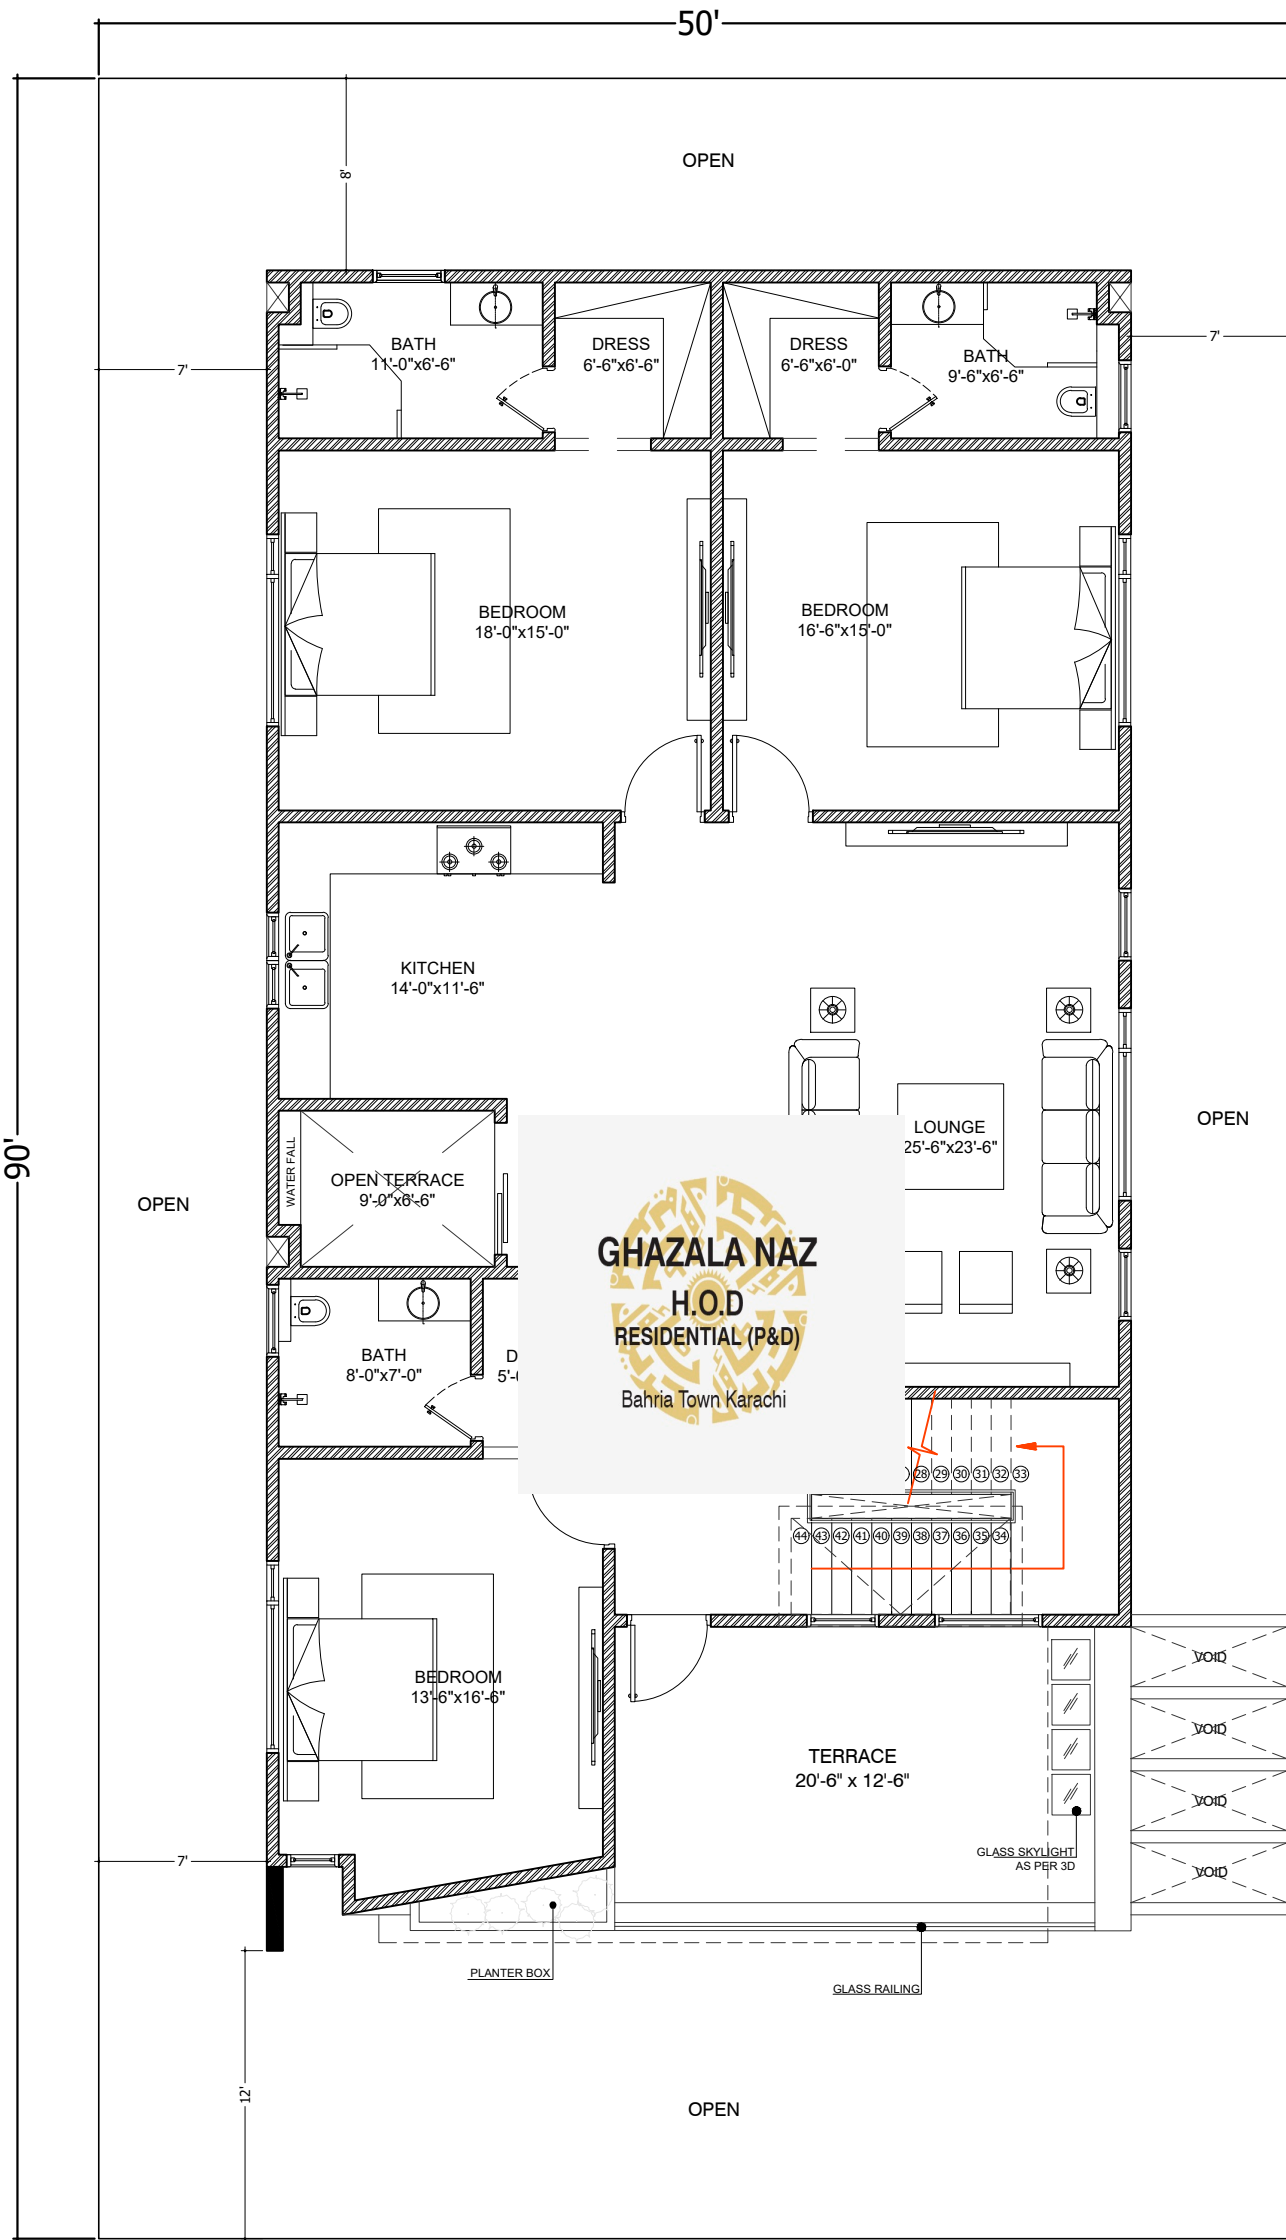 50'
OPEN
8'
7'
7'
BATH
11'-0"x6'-6"
DRESS
6'-6"x6'-6"
DRESS
6'-6"x6'-0"
BATH
9'-6"x6'-6"
BEDROOM
18'-0"x15'-0"
BEDROOM
16'-6"x15'-0"
KITCHEN
14'-0"x11'-6"
90'
OPEN
WATER FALL
OPEN TERRACE
9'-0"x6'-6"
LOUNGE
25'-6"x23'-6"
OPEN
GHAZALA NAZ
H.O.D
RESIDENTIAL (P&D)
Bahria Town Karachi
BATH
8'-0"x7'-0"
28 29 30 31 32 33
44 43 42 41 40 39 38 37 36 35 34
BEDROOM
13'-6"x16'-6"
TERRACE
20'-6" x 12'-6"
VOID
VOID
VOID
VOID
GLASS SKYLIGHT
AS PER 3D
7'
PLANTER BOX
GLASS RAILING
12'
OPEN